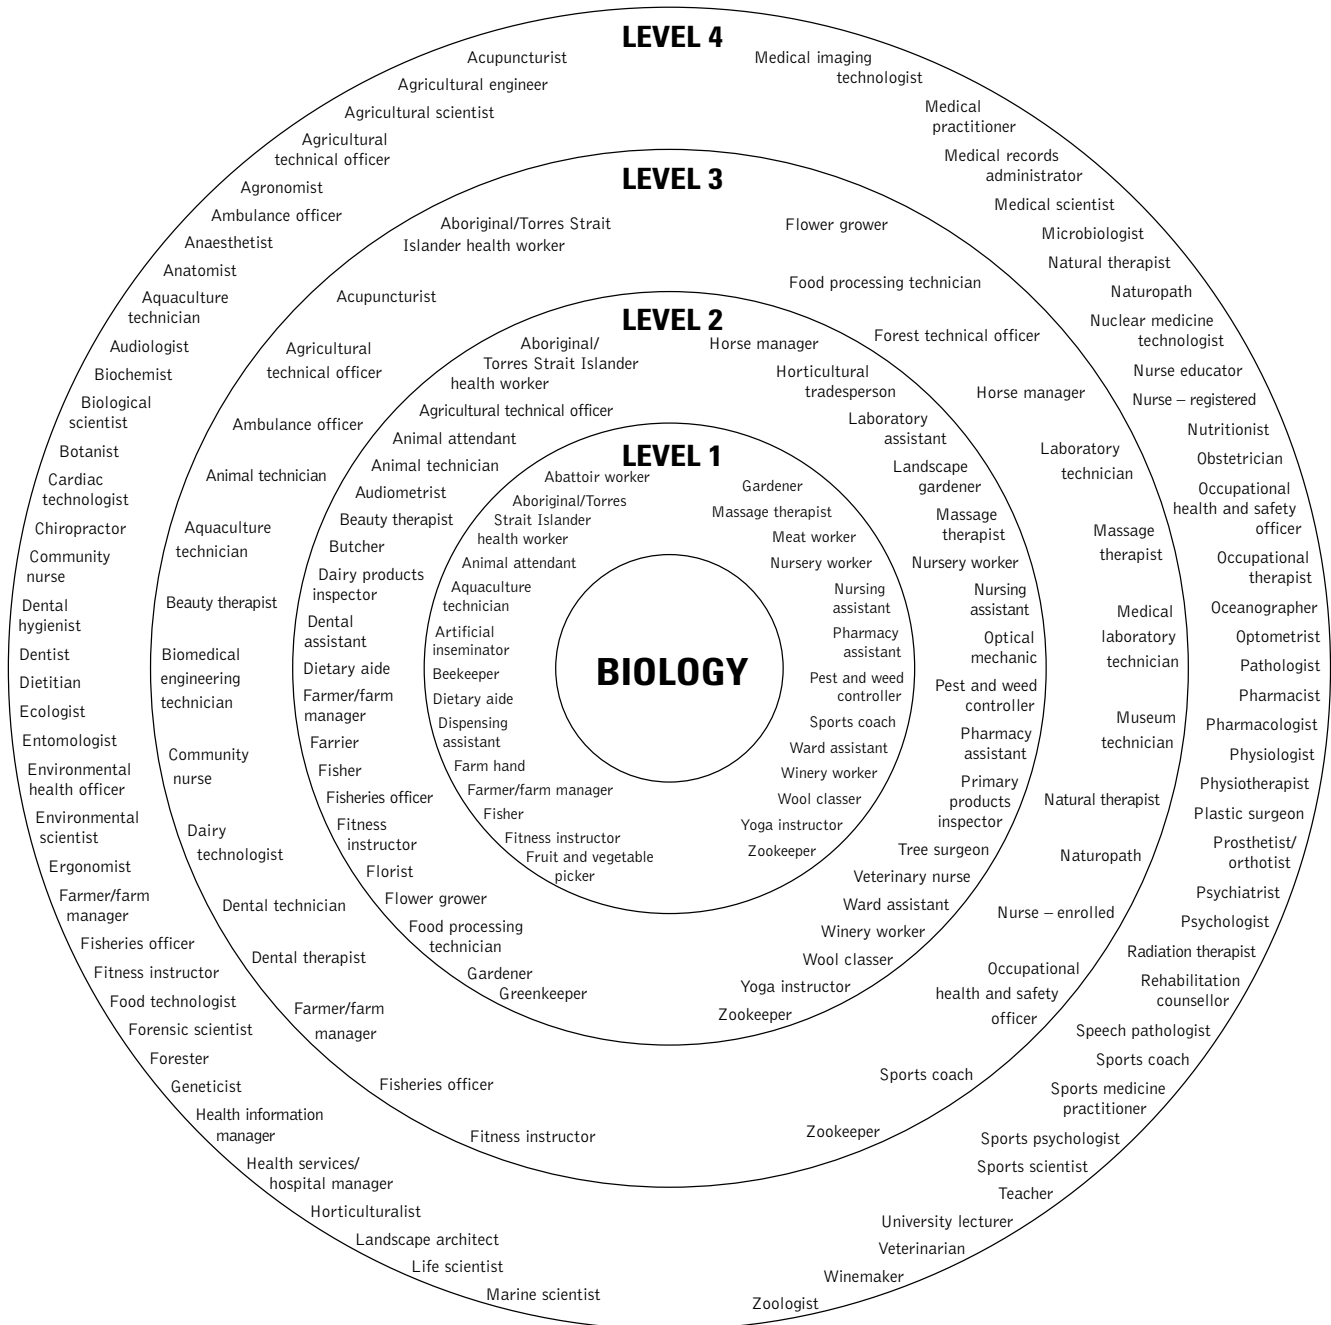 LEVEL 4
Acupuncturist
Agricultural engineer
Agricultural scientist
Agricultural
technical officer
Agronomist
Ambulance officer
Anaesthetist
Anatomist
Aquaculture
technician
Audiologist
Biochemist
Biological
scientist
Botanist
Cardiac
technologist
Chiropractor
Community
nurse
Dental
hygienist
Dentist
Dietitian
Ecologist
Entomologist
Environmental
health officer
Environmental
scientist
Ergonomist
Farmer/farm
manager
Fisheries officer
Fitness instructor
Food technologist
Forensic scientist
Forester
Geneticist
Health information
manager
Health services/
hospital manager
Horticulturalist
Landscape architect
Life scientist
Marine scientist
Medical imaging
technologist
Medical
practitioner
Medical records
administrator
Medical scientist
Microbiologist
Natural therapist
Naturopath
Nuclear medicine
technologist
Nurse educator
Nurse – registered
Nutritionist
Obstetrician
Occupational
health and safety
officer
Occupational
therapist
Oceanographer
Optometrist
Pathologist
Pharmacist
Pharmacologist
Physiologist
Physiotherapist
Plastic surgeon
Prosthetist/
orthotist
Psychiatrist
Psychologist
Radiation therapist
Rehabilitation
counsellor
Speech pathologist
Sports coach
Sports medicine
practitioner
Sports psychologist
Sports scientist
Teacher
University lecturer
Veterinarian
Winemaker
Zoologist
LEVEL 3
Aboriginal/Torres Strait
Islander health worker
Acupuncturist
Agricultural
technical officer
Ambulance officer
Animal technician
Aquaculture
technician
Beauty therapist
Biomedical
engineering
technician
Community
nurse
Dairy
technologist
Dental technician
Dental therapist
Farmer/farm
manager
Fisheries officer
Fitness instructor
Flower grower
Food processing technician
Forest technical officer
Horse manager
Laboratory
technician
Massage
therapist
Medical
laboratory
technician
Museum
technician
Natural therapist
Naturopath
Nurse – enrolled
Occupational
health and safety
officer
Sports coach
Zookeeper
LEVEL 2
Aboriginal/
Torres Strait Islander
health worker
Agricultural technical officer
Animal attendant
Animal technician
Audiometrist
Beauty therapist
Butcher
Dairy products
inspector
Dental
assistant
Dietary aide
Farmer/farm
manager
Farrier
Fisher
Fisheries officer
Fitness
instructor
Florist
Flower grower
Food processing
technician
Gardener
Greenkeeper
Horse manager
Horticultural
tradesperson
Laboratory
assistant
Landscape
gardener
Massage
therapist
Nursery worker
Nursing
assistant
Optical
mechanic
Pest and weed
controller
Pharmacy
assistant
Primary
products
inspector
Tree surgeon
Veterinary nurse
Ward assistant
Winery worker
Wool classer
Yoga instructor
Zookeeper
LEVEL 1
Abattoir worker
Aboriginal/Torres
Strait Islander
health worker
Animal attendant
Aquaculture
technician
Artificial
inseminator
Beekeeper
Dietary aide
Dispensing
assistant
Farm hand
Farmer/farm manager
Fisher
Fitness instructor
Fruit and vegetable
picker
Gardener
Massage therapist
Meat worker
Nursery worker
Nursing
assistant
Pharmacy
assistant
Pest and weed
controller
Sports coach
Ward assistant
Winery worker
Wool classer
Yoga instructor
Zookeeper
BIOLOGY